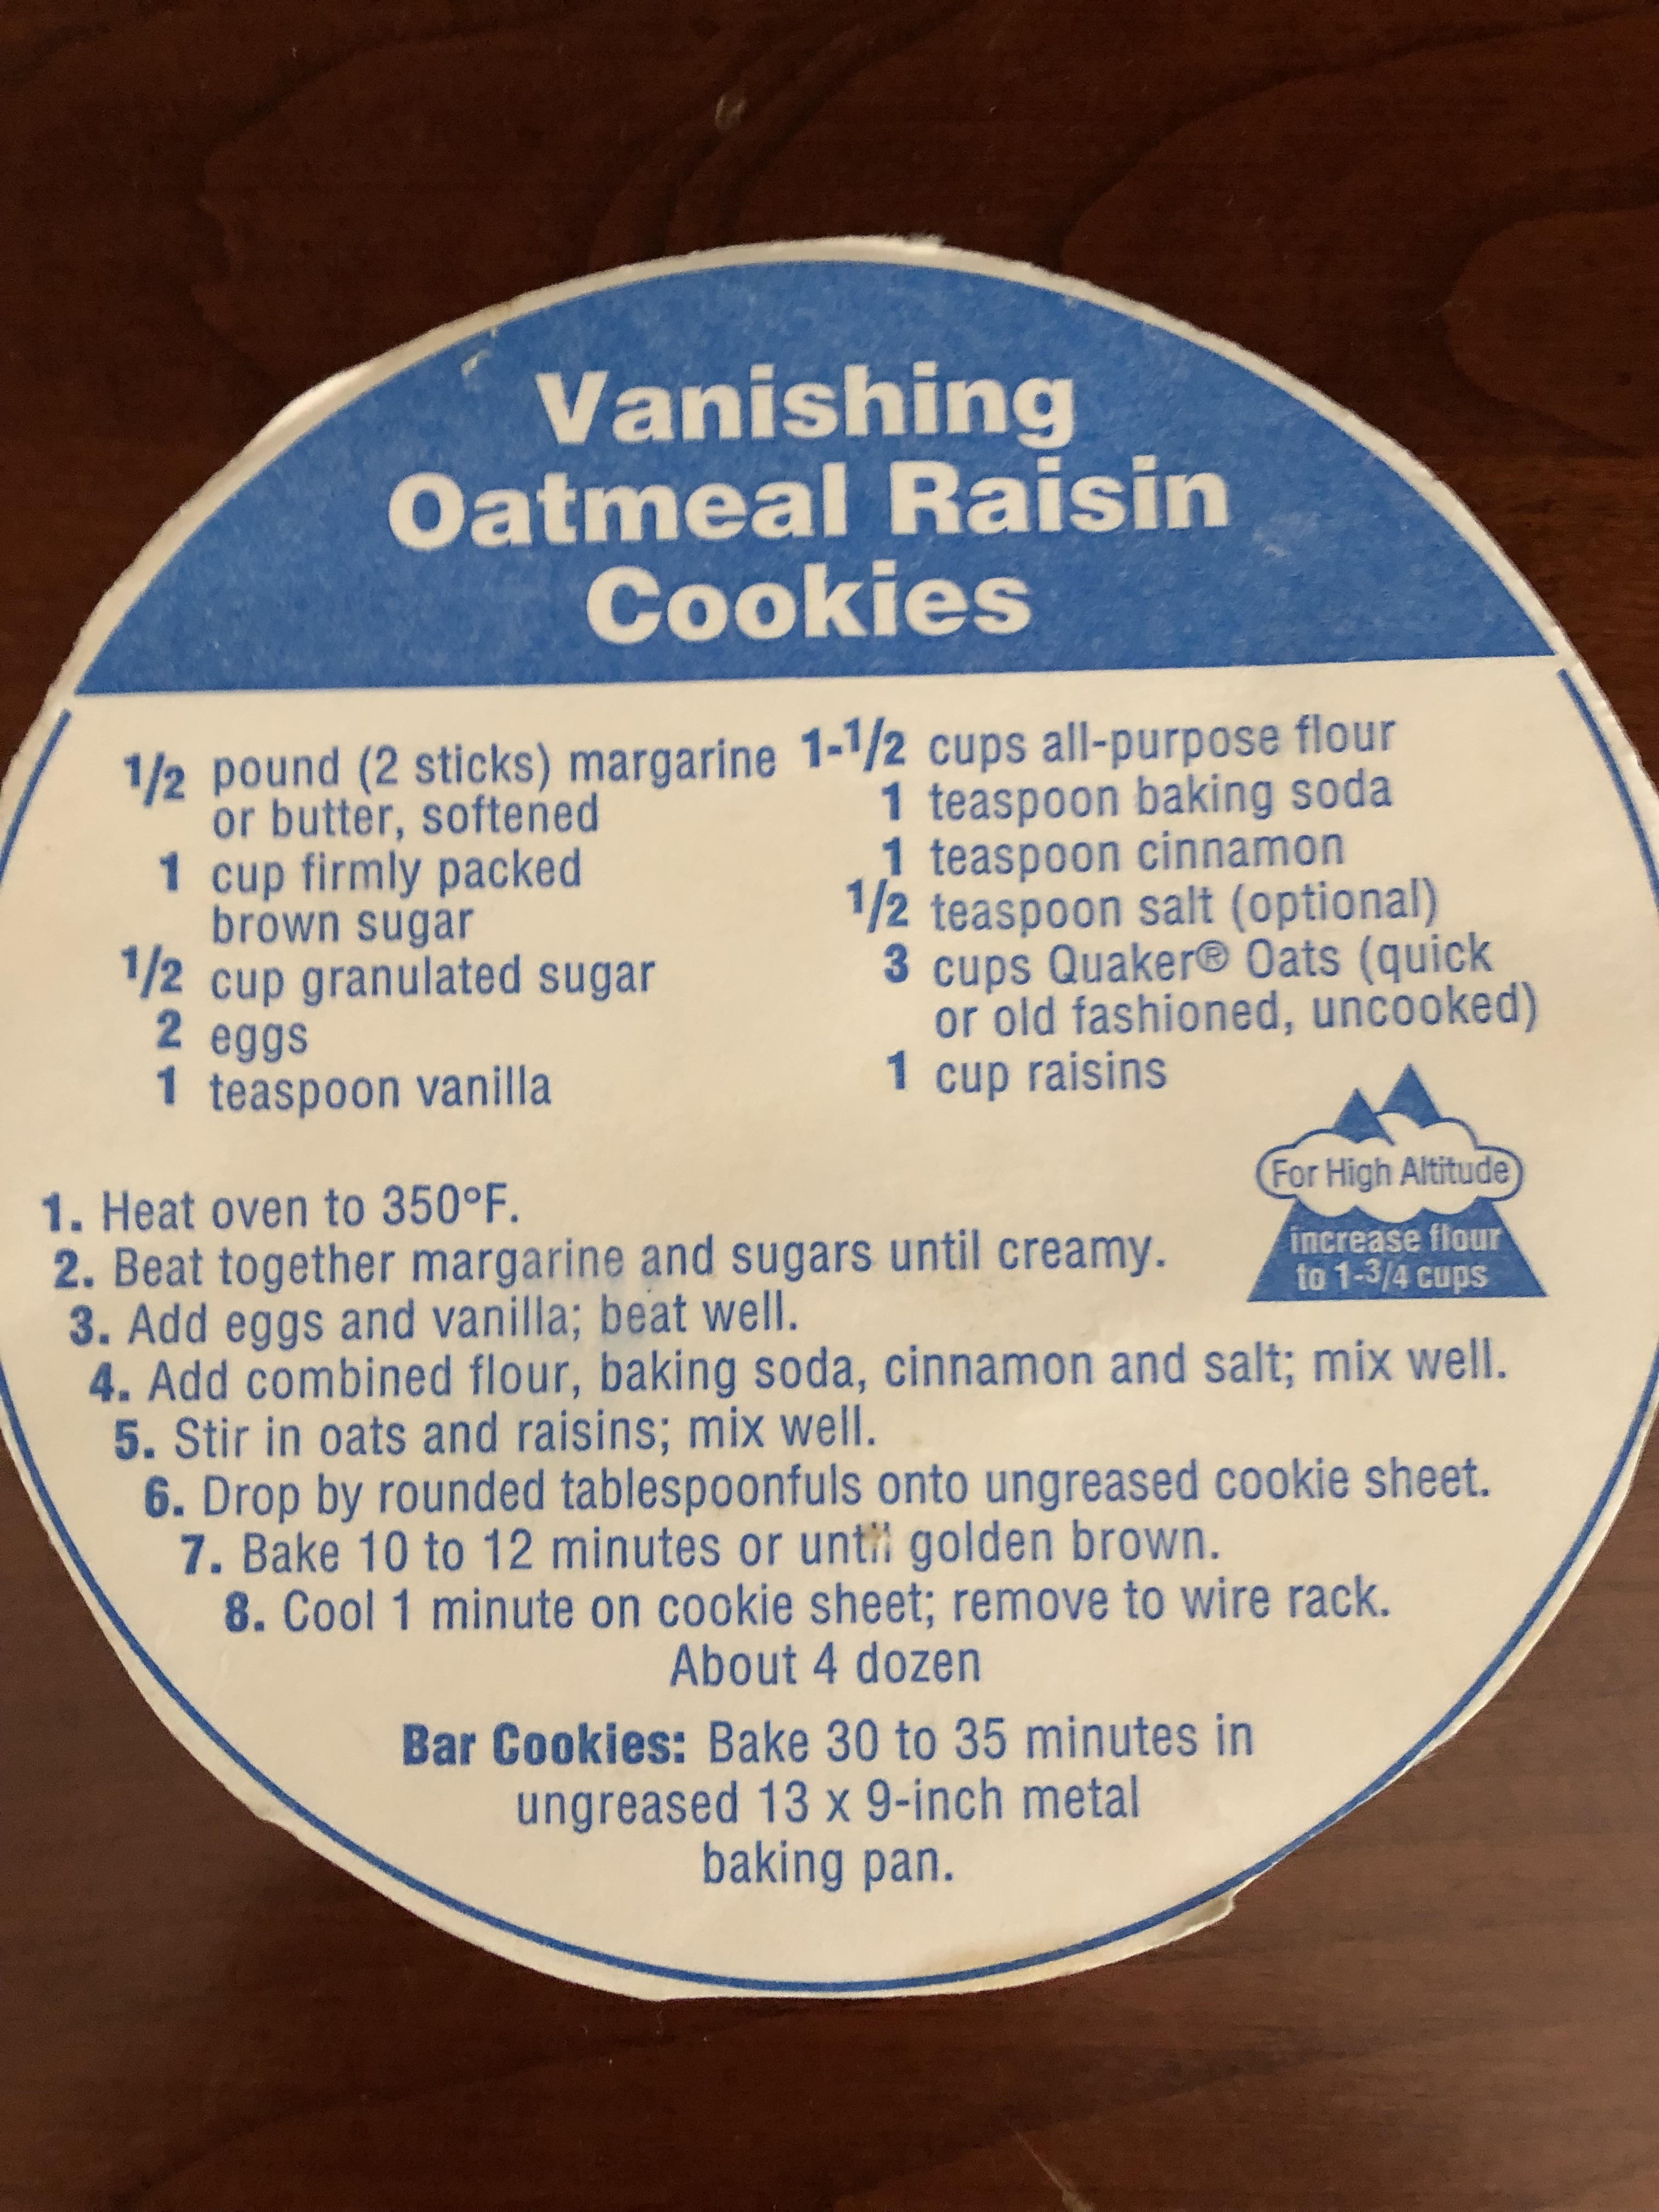 Vanishing
Oatmeal Raisin
Cookies
1/2 pound (2 sticks) margarine
or butter, softened
1 cup firmly packed
brown sugar
1/2 cup granulated sugar
2 eggs
1 teaspoon vanilla
1-1/2 cups all-purpose flour
1 teaspoon baking soda
1 teaspoon cinnamon
1/2 teaspoon salt (optional)
3 cups Quaker® Oats (quick
or old fashioned, uncooked)
1 cup raisins
For High Altitude
increase flour
to 1-3/4 cups
1. Heat oven to 350°F.
2. Beat together margarine and sugars until creamy.
3. Add eggs and vanilla; beat well.
4. Add combined flour, baking soda, cinnamon and salt; mix well.
5. Stir in oats and raisins; mix well.
6. Drop by rounded tablespoonfuls onto ungreased cookie sheet.
7. Bake 10 to 12 minutes or until golden brown.
8. Cool 1 minute on cookie sheet; remove to wire rack.
About 4 dozen
Bar Cookies: Bake 30 to 35 minutes in
ungreased 13 x 9-inch metal
baking pan.